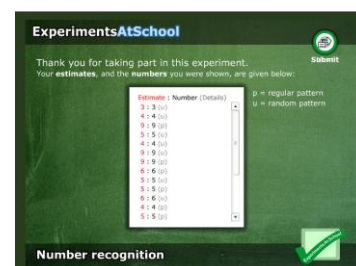 ExperimentsAtSchool
Submit
Thank you for taking part in this experiment.
Your estimates, and the numbers you were shown, are given below:
Estimate : Number (Details)
3 : 3 (u)
4 : 4 (u)
9 : 9 (p)
5 : 5 (u)
4 : 4 (u)
9 : 9 (u)
9 : 9 (p)
6 : 6 (p)
5 : 5 (u)
5 : 5 (p)
6 : 6 (u)
4 : 4 (p)
5 : 5 (p)
p = regular pattern
u = random pattern
Number recognition
ExperimentsAtSchool